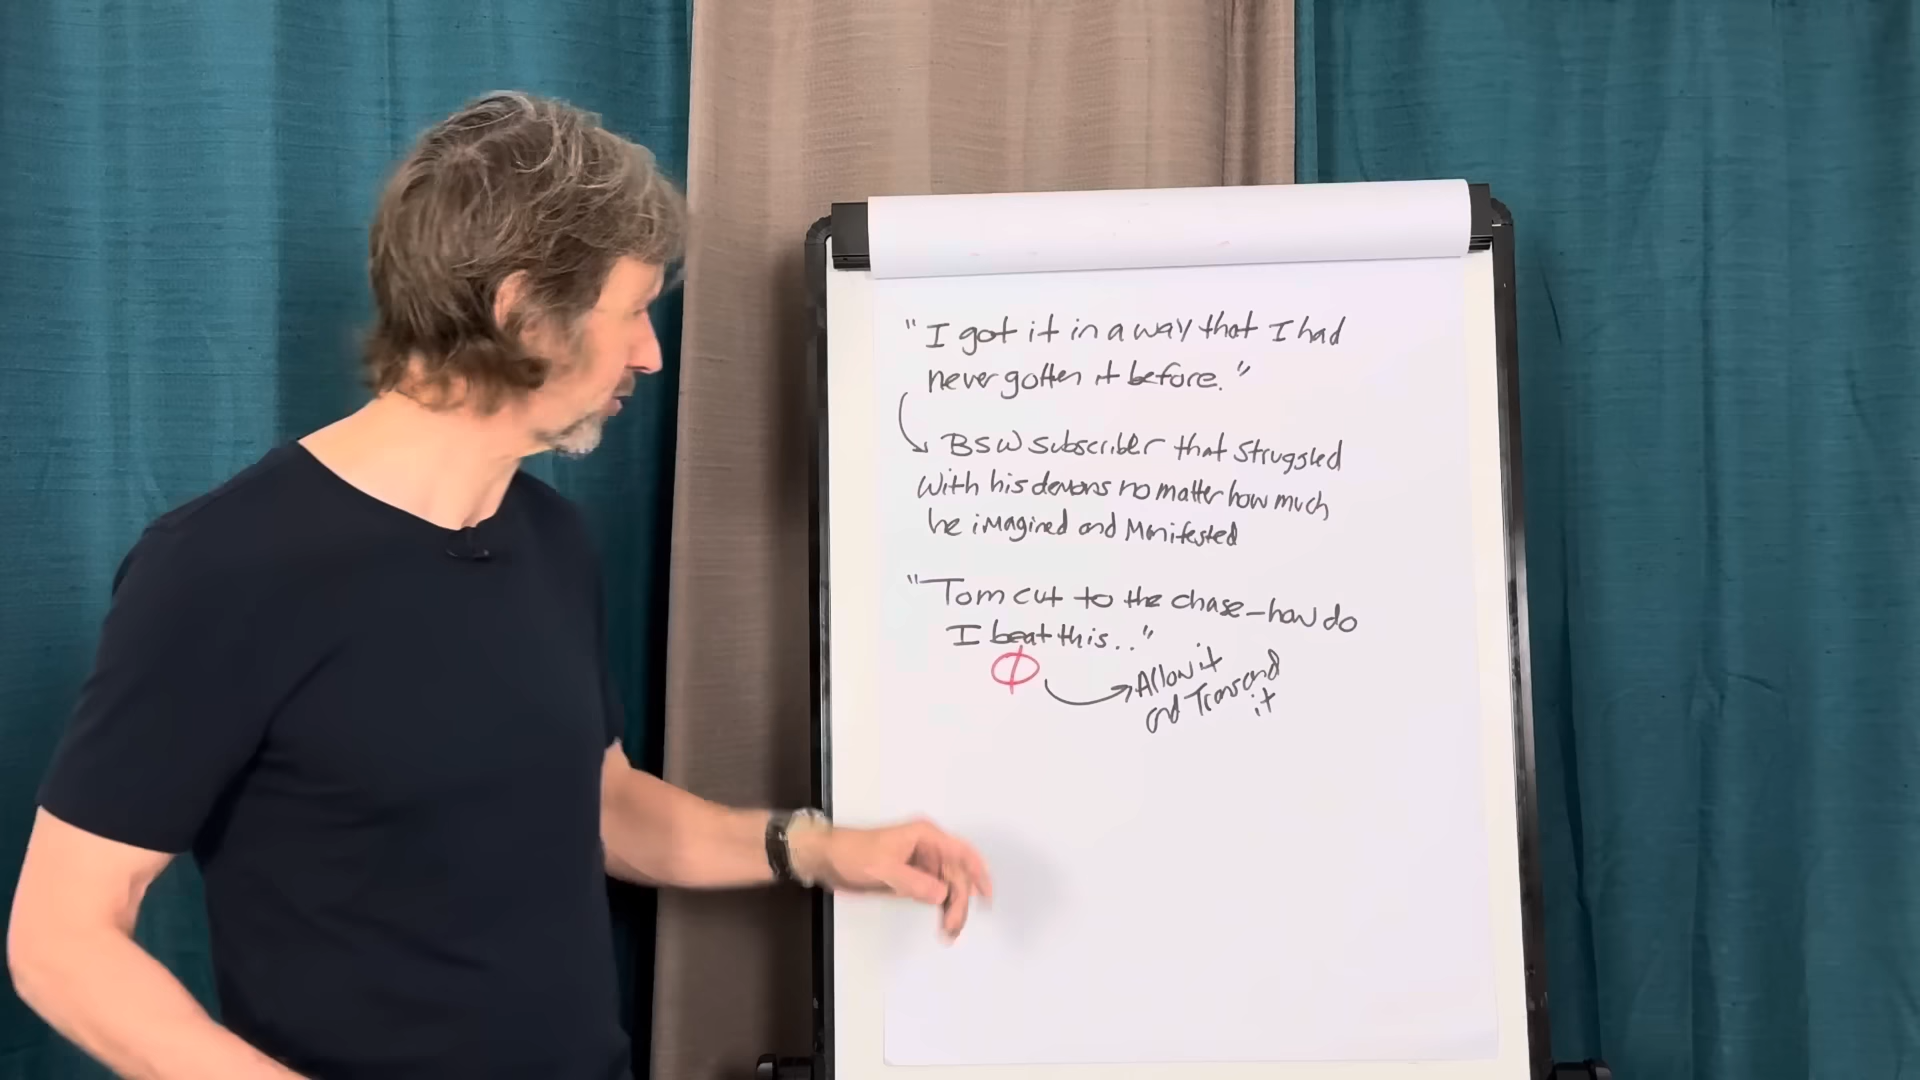 "I got it in a way that I had
never gotten it before."
BSW subscriber that struggled
with his demons no matter how much
he imagined and Manifested
"Tom cut to the chase-how do
I beat this.."
Allow it
and Transcend
it